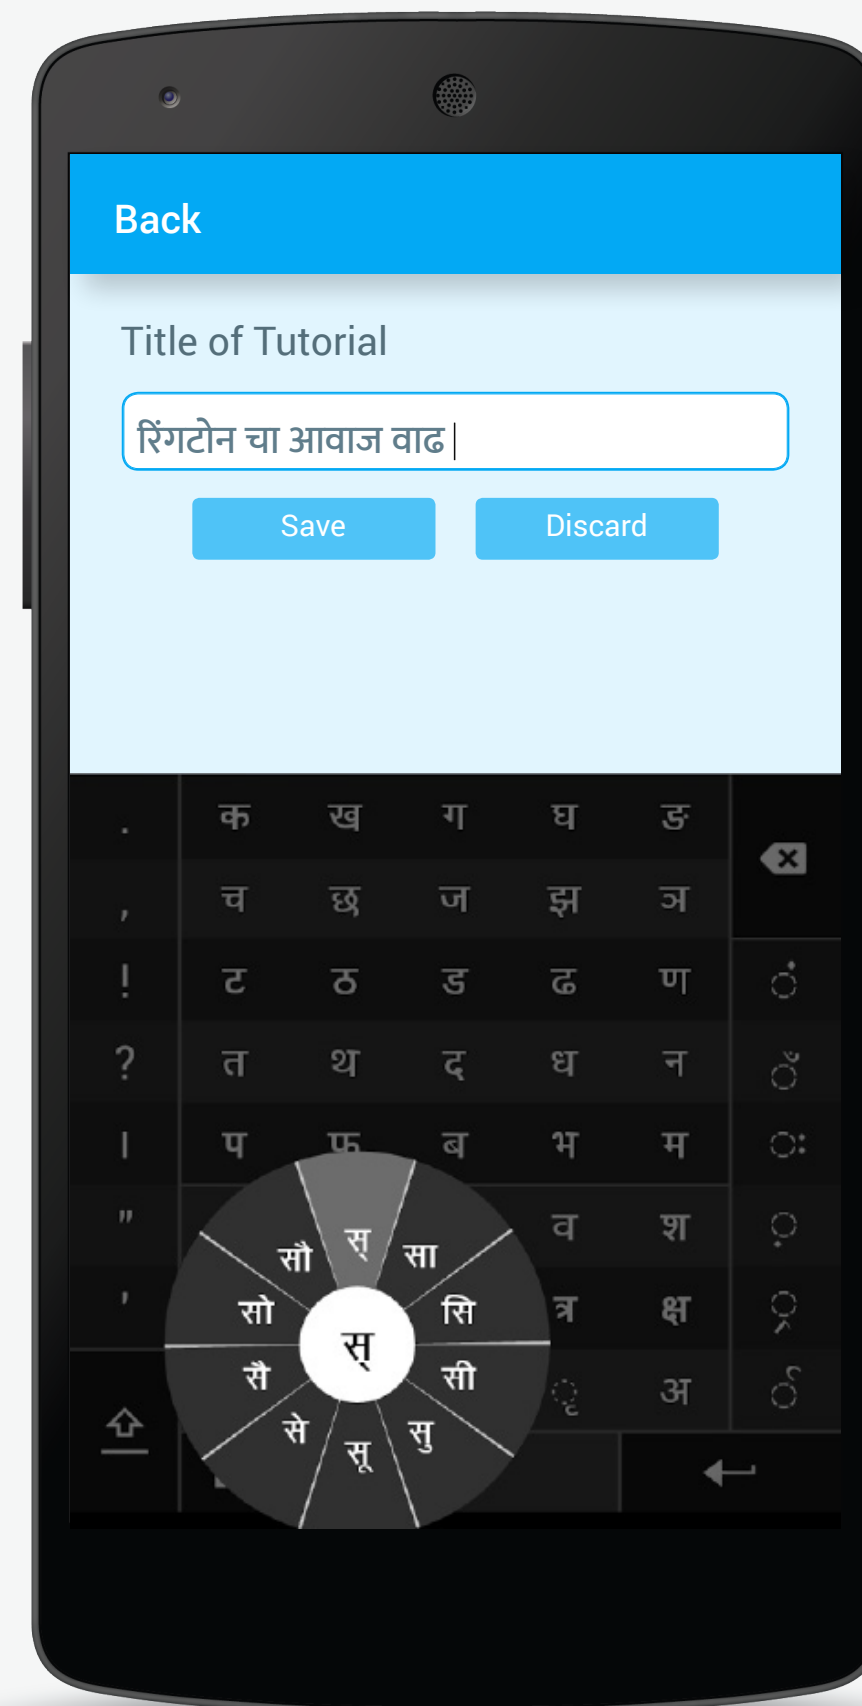 Back
Title of Tutorial
रिंगटोन चा आवाज वाढ
Save Discard
. क ख ग घ ङ
, च छ ज झ ञ
! ट ठ ड ढ ण ं
? त थ द ध न ँ
। प फ ब भ म ः
" व श ़
' त्र क्ष ्र
ृ अ र्
सौ स् सा
सो सि
स्
सै सी
से सू सु